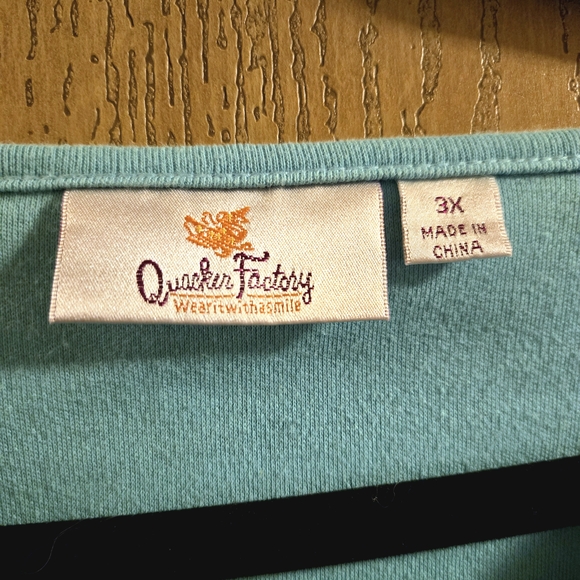 Quacker Factory
Wearitwithasmile
3X
MADE IN
CHINA